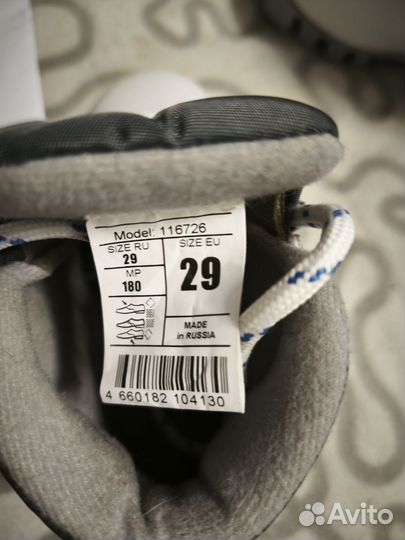 Model: 116726
SIZE RU
29
MP
180
SIZE EU
29
MADE
in RUSSIA
4 660182 104130
Avito